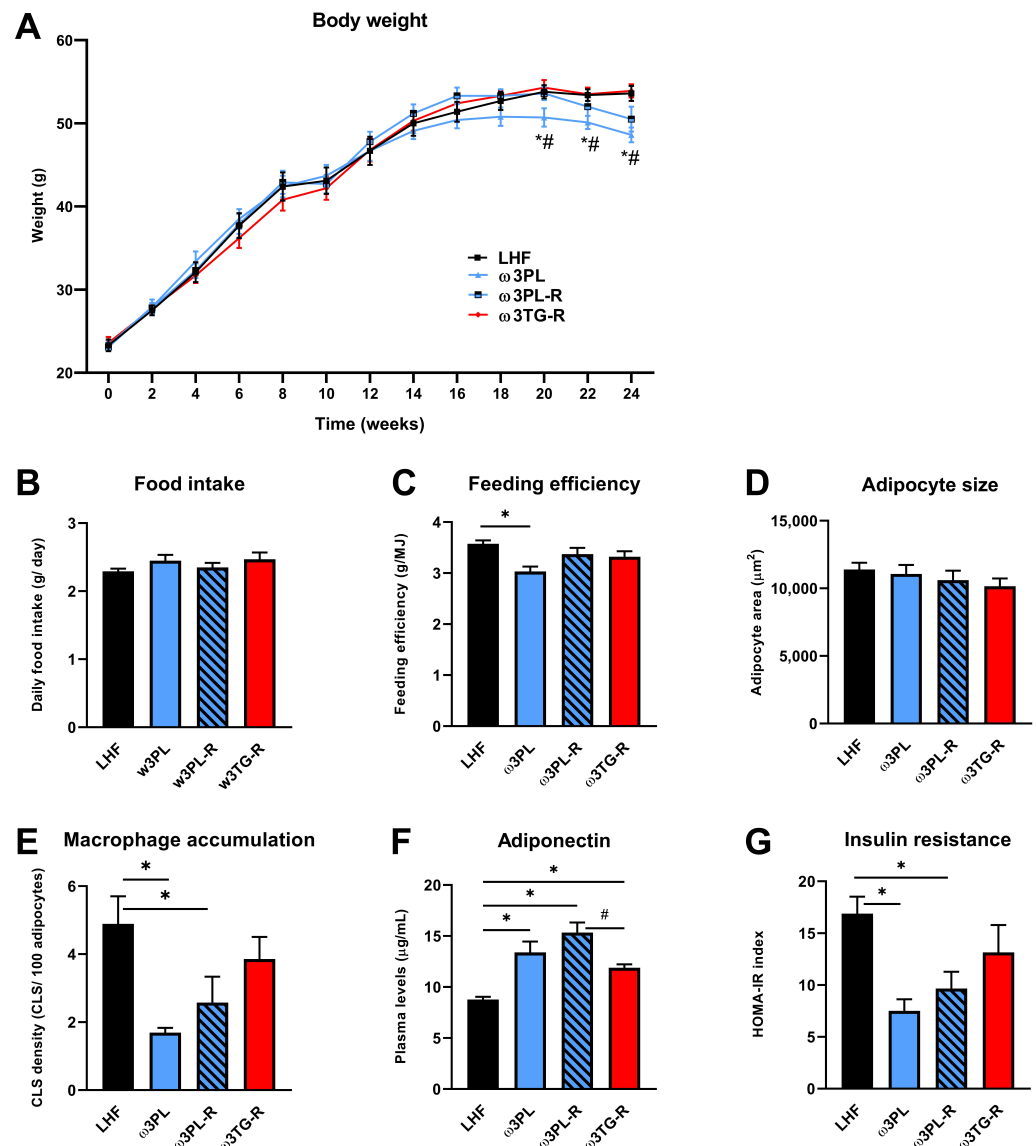 A
Body weight
60
50
40
30
20
Weight (g)
*# *# *#
LHF
ω3PL
ω3PL-R
ω3TG-R
0 2 4 6 8 10 12 14 16 18 20 22 24
Time (weeks)
B
Food intake
3
2
1
0
Daily food intake (g/ day)
LHF w3PL w3PL-R w3TG-R
C
Feeding efficiency
*
4
3
2
1
0
Feeding efficiency (g/MJ)
LHF ω3PL ω3PL-R ω3TG-R
D
Adipocyte size
15,000
10,000
5,000
0
Adipocyte area (μm²)
LHF ω3PL ω3PL-R ω3TG-R
E
Macrophage accumulation
*
*
6
4
2
0
CLS density (CLS/ 100 adipocytes)
LHF ω3PL ω3PL-R ω3TG-R
F
Adiponectin
*
*
* #
20
15
10
5
0
Plasma levels (μg/mL)
LHF ω3PL ω3PL-R ω3TG-R
G
Insulin resistance
*
*
20
15
10
5
0
HOMA-IR index
LHF ω3PL ω3PL-R ω3TG-R